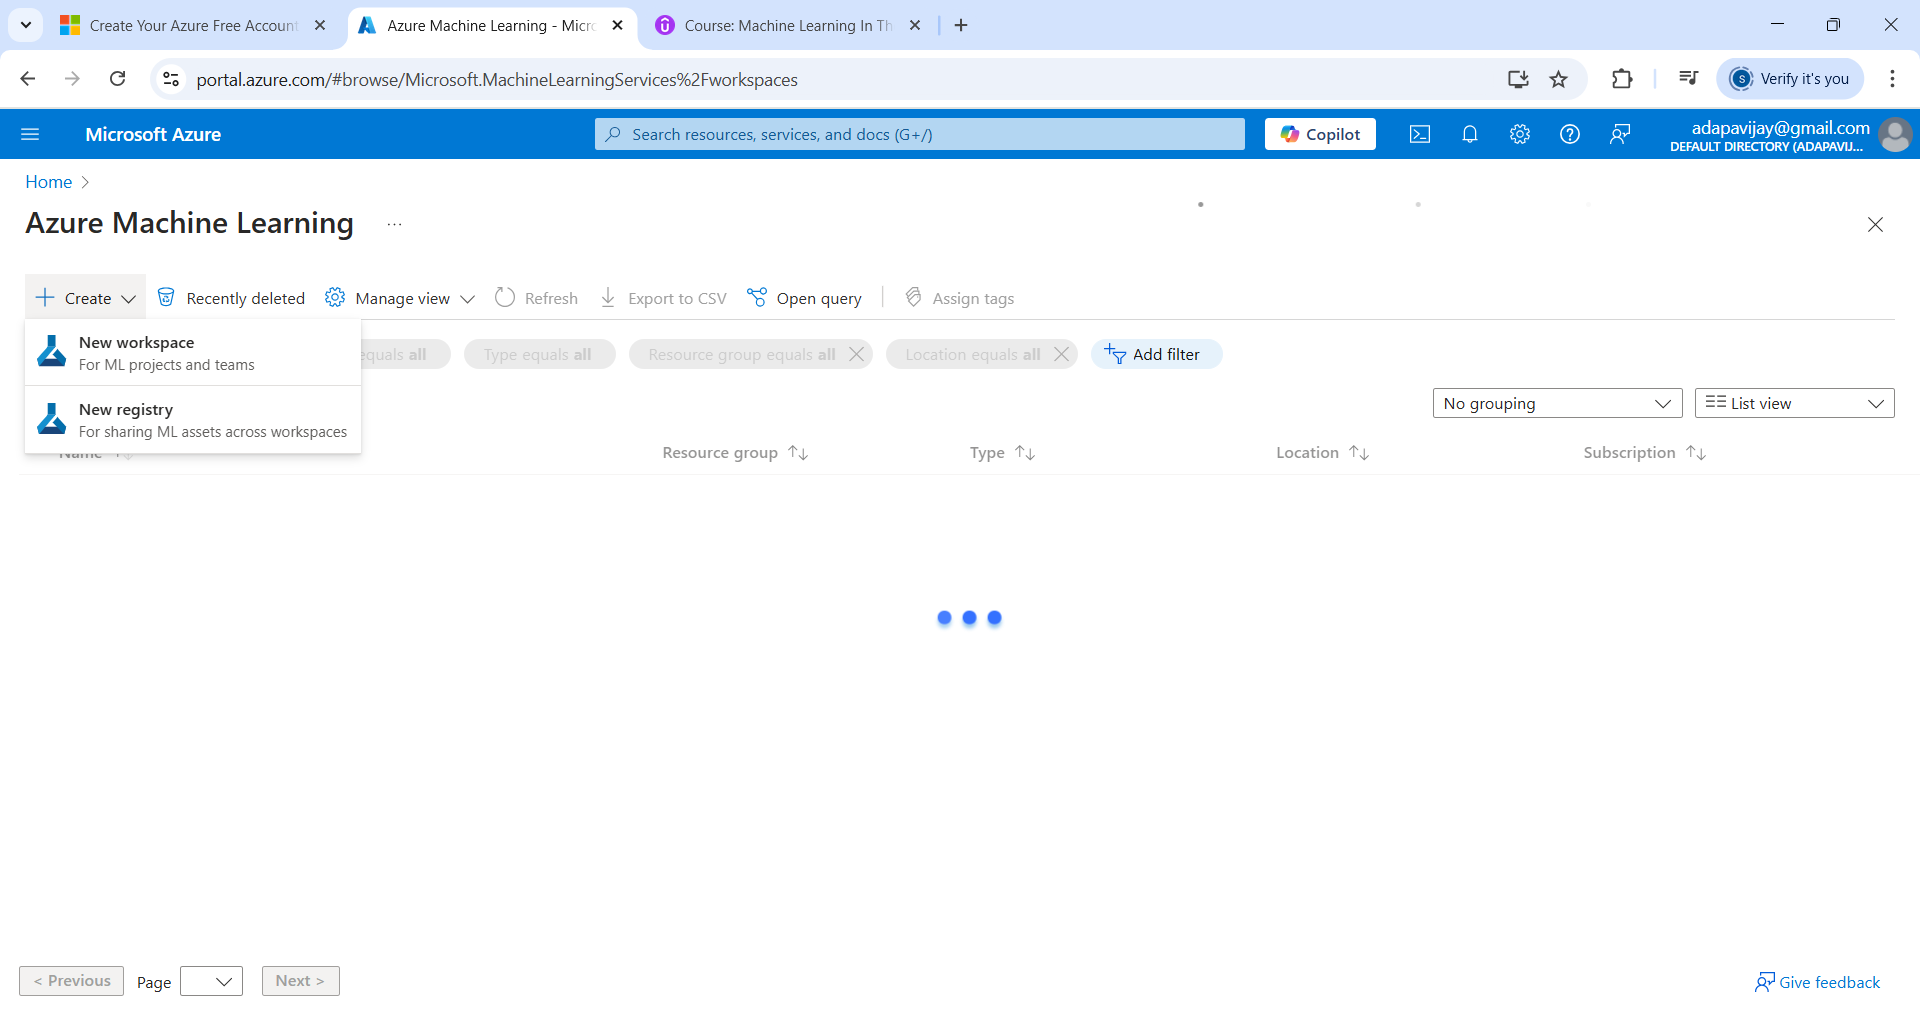 Create Your Azure Free Account
Azure Machine Learning - Micro
Course: Machine Learning In Th
portal.azure.com/#browse/Microsoft.MachineLearningServices%2Fworkspaces
Verify it's you
Microsoft Azure
Search resources, services, and docs (G+/)
Copilot
adapavijay@gmail.com
DEFAULT DIRECTORY (ADAPAVIJ...
Home
Azure Machine Learning
...
Create
Recently deleted
Manage view
Refresh
Export to CSV
Open query
Assign tags
New workspace
For ML projects and teams
equals all
Type equals all
Resource group equals all
Location equals all
Add filter
New registry
For sharing ML assets across workspaces
No grouping
List view
Name
Resource group
Type
Location
Subscription
< Previous
Page
Next >
Give feedback